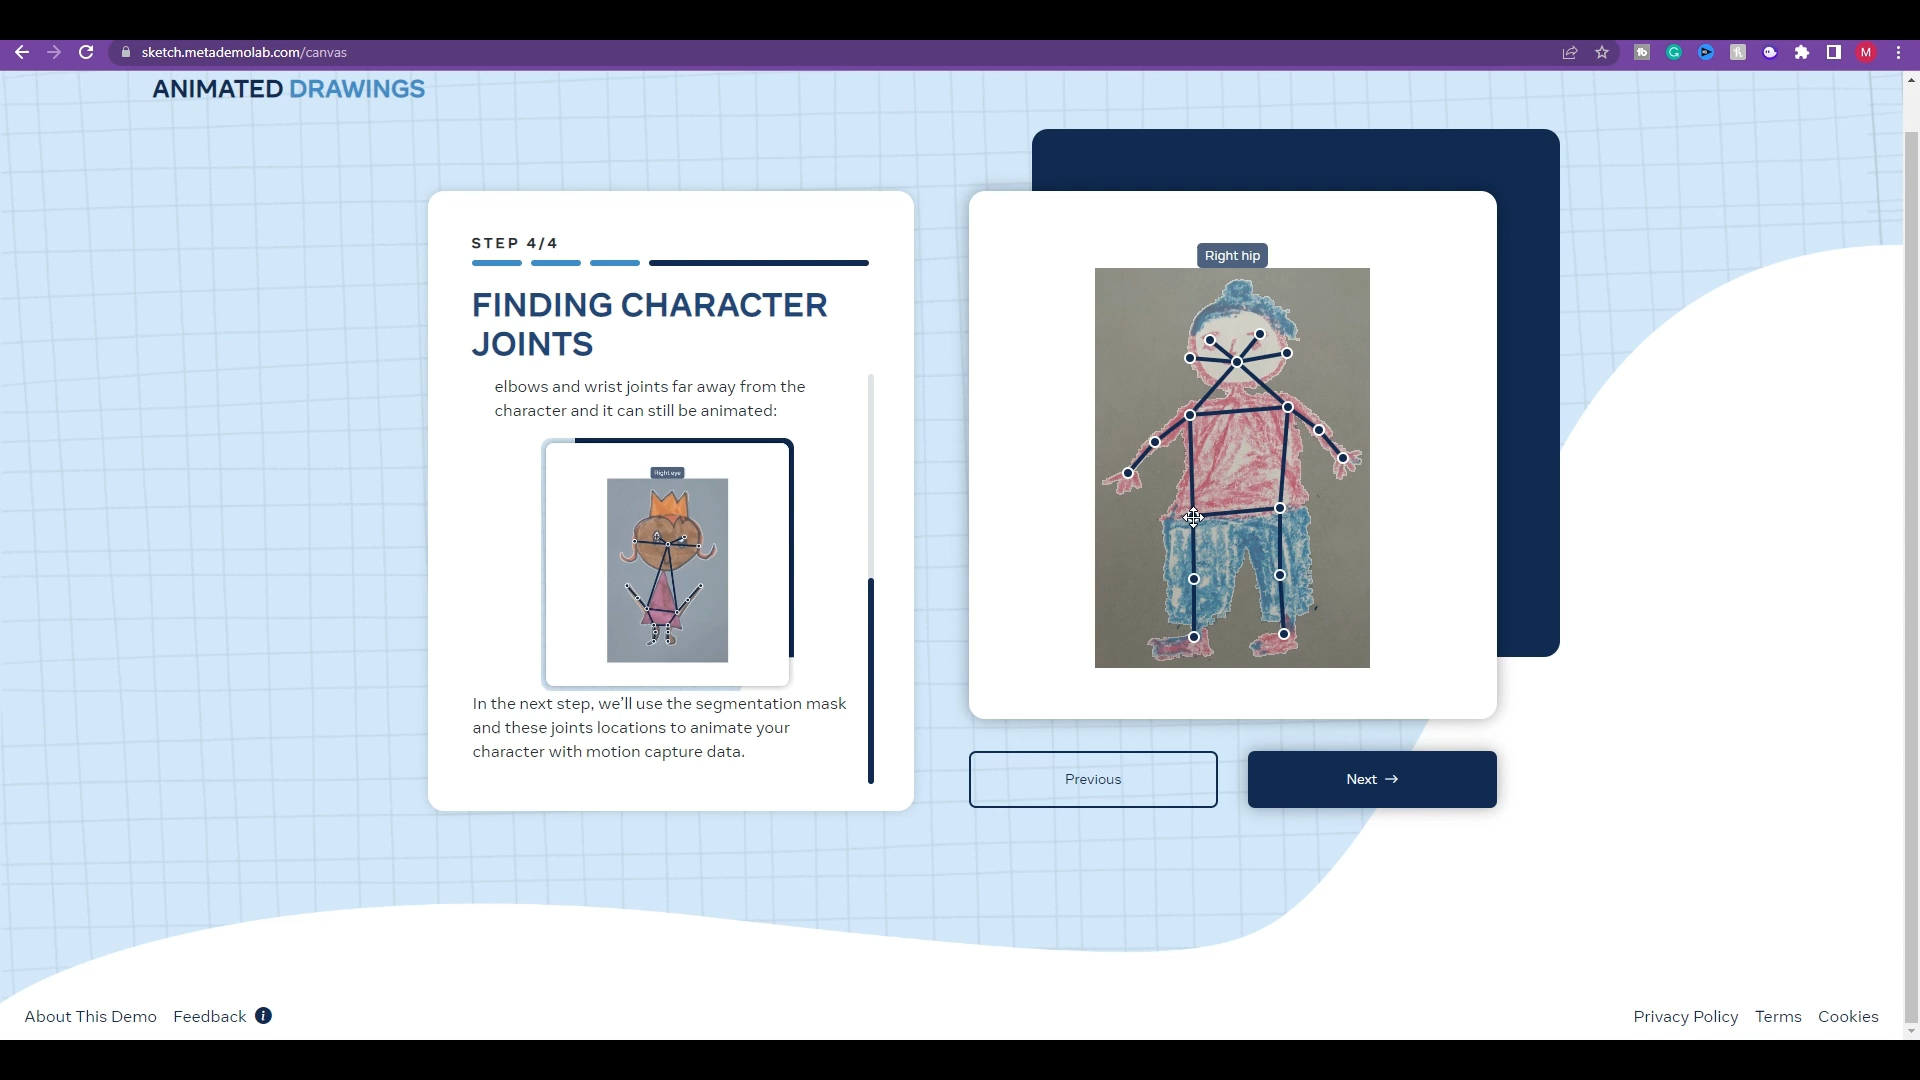 sketch.metademolab.com/canvas
M
ANIMATED DRAWINGS
STEP 4/4
FINDING CHARACTER
JOINTS
elbows and wrist joints far away from the
character and it can still be animated:
Right eye
In the next step, we'll use the segmentation mask
and these joints locations to animate your
character with motion capture data.
Right hip
Previous
Next →
About This Demo Feedback i
Privacy Policy Terms Cookies